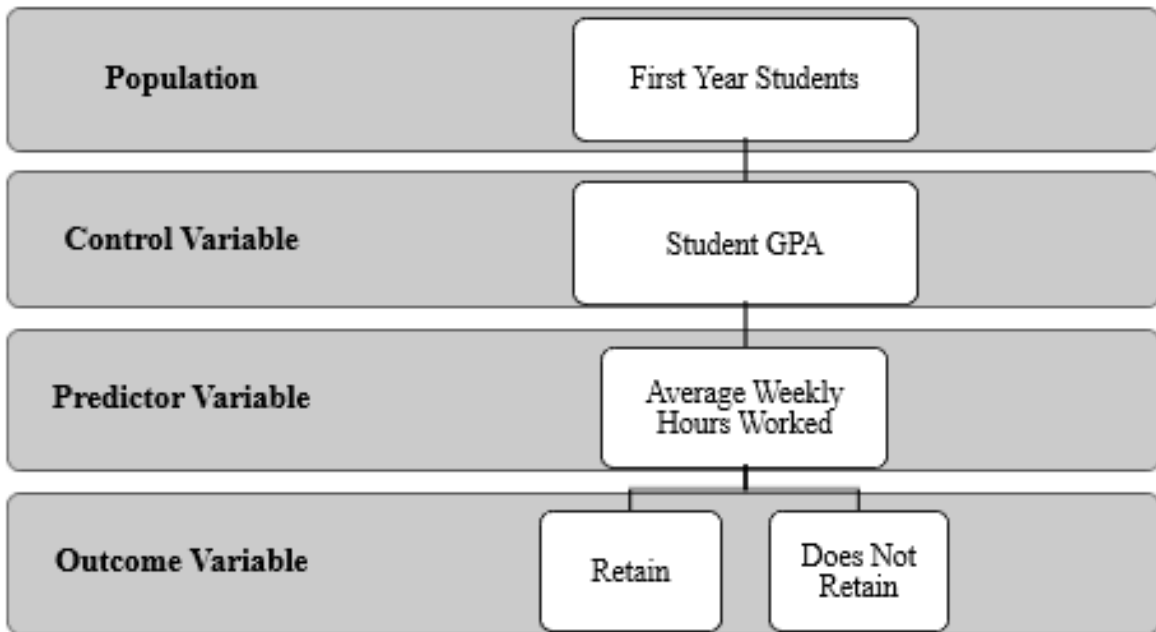 Population
First Year Students
Control Variable
Student GPA
Predictor Variable
Average Weekly
Hours Worked
Outcome Variable
Retain
Does Not
Retain